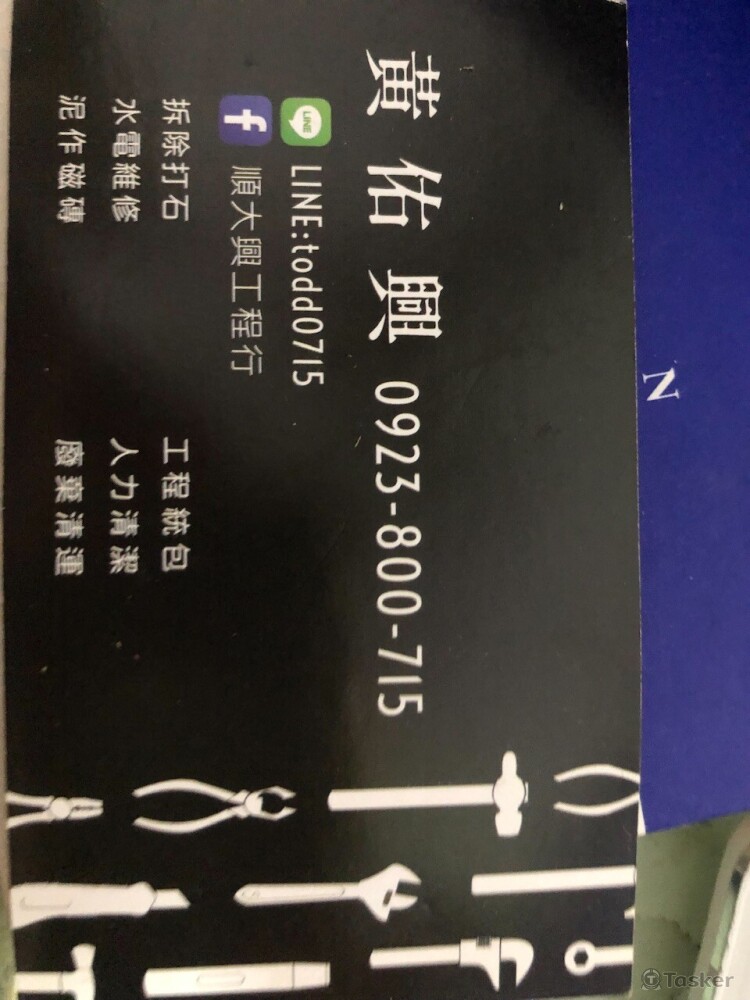 黃佑興 0923-800-715
LINE
LINE:todd0715
f 順大興工程行
拆除打石 工程統包
水電維修 人力清潔
泥作磁磚 廢棄清運
N
Tasker